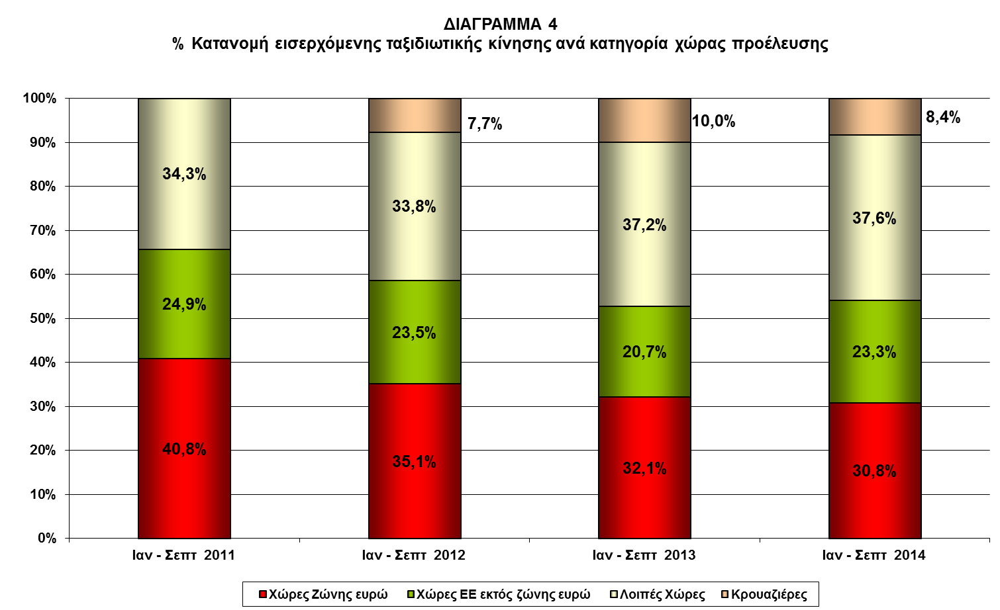 ΔΙΑΓΡΑΜΜΑ 4
% Κατανομή εισερχόμενης ταξιδιωτικής κίνησης ανά κατηγορία χώρας προέλευσης
100%
90%
80%
70%
60%
50%
40%
30%
20%
10%
0%
34,3%
24,9%
40,8%
7,7%
33,8%
23,5%
35,1%
10,0%
37,2%
20,7%
32,1%
8,4%
37,6%
23,3%
30,8%
Ιαν - Σεπτ 2011
Ιαν - Σεπτ 2012
Ιαν - Σεπτ 2013
Ιαν - Σεπτ 2014
Χώρες Ζώνης ευρώ
Χώρες ΕΕ εκτός ζώνης ευρώ
Λοιπές Χώρες
Κρουαζιέρες